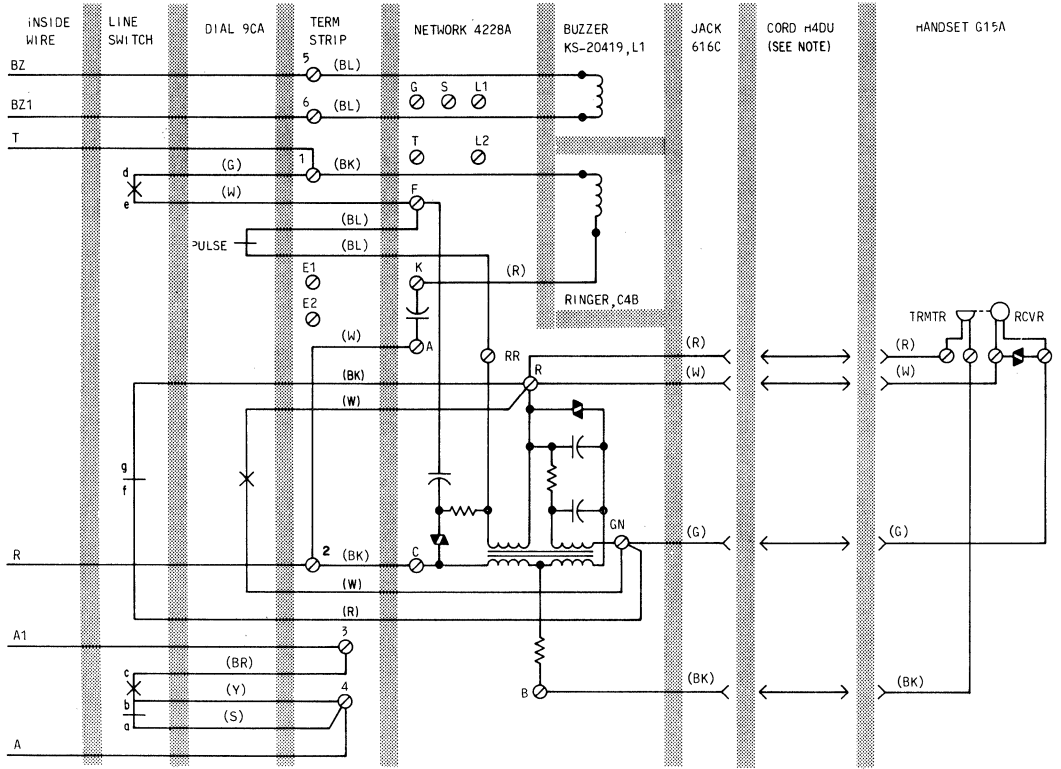 INSIDE WIRE
LINE SWITCH
DIAL 9CA
TERM STRIP
NETWORK 4228A
BUZZER KS-20419,L1
JACK 616C
CORD H4DU (SEE NOTE)
HANDSET G15A
BZ
5
(BL)
G
S
L1
BZ1
6
(BL)
T
T
L2
1
(BK)
d
(G)
e
(W)
F
(BL)
PULSE
(BL)
E1
K
(R)
E2
RINGER,C4B
TRMTR
RCVR
(W)
A
RR
(R)
(R)
R
(BK)
(W)
(W)
(W)
g
f
GN
(G)
(G)
R
2
(BK)
C
(W)
(R)
A1
3
(BR)
c
(Y)
4
b
(S)
a
B
(BK)
(BK)
A